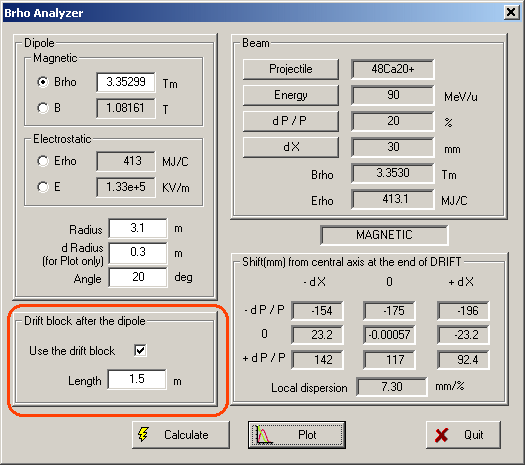 Brho Analyzer
Dipole
Magnetic
Brho 3.35299 Tm
B 1.08161 T
Electrostatic
Erho 413 MJ/C
E 1.33e+5 KV/m
Radius 3.1 m
d Radius
(for Plot only) 0.3 m
Angle 20 deg
Drift block after the dipole
Use the drift block
Length 1.5 m
Beam
Projectile 48Ca20+
Energy 90 MeV/u
d P / P 20 %
d X 30 mm
Brho 3.3530 Tm
Erho 413.1 MJ/C
MAGNETIC
Shift(mm) from central axis at the end of DRIFT
- d X 0 + d X
- d P / P -154 -175 -196
0 23.2 -0.00057 -23.2
+ d P / P 142 117 92.4
Local dispersion 7.30 mm/%
Calculate Plot Quit